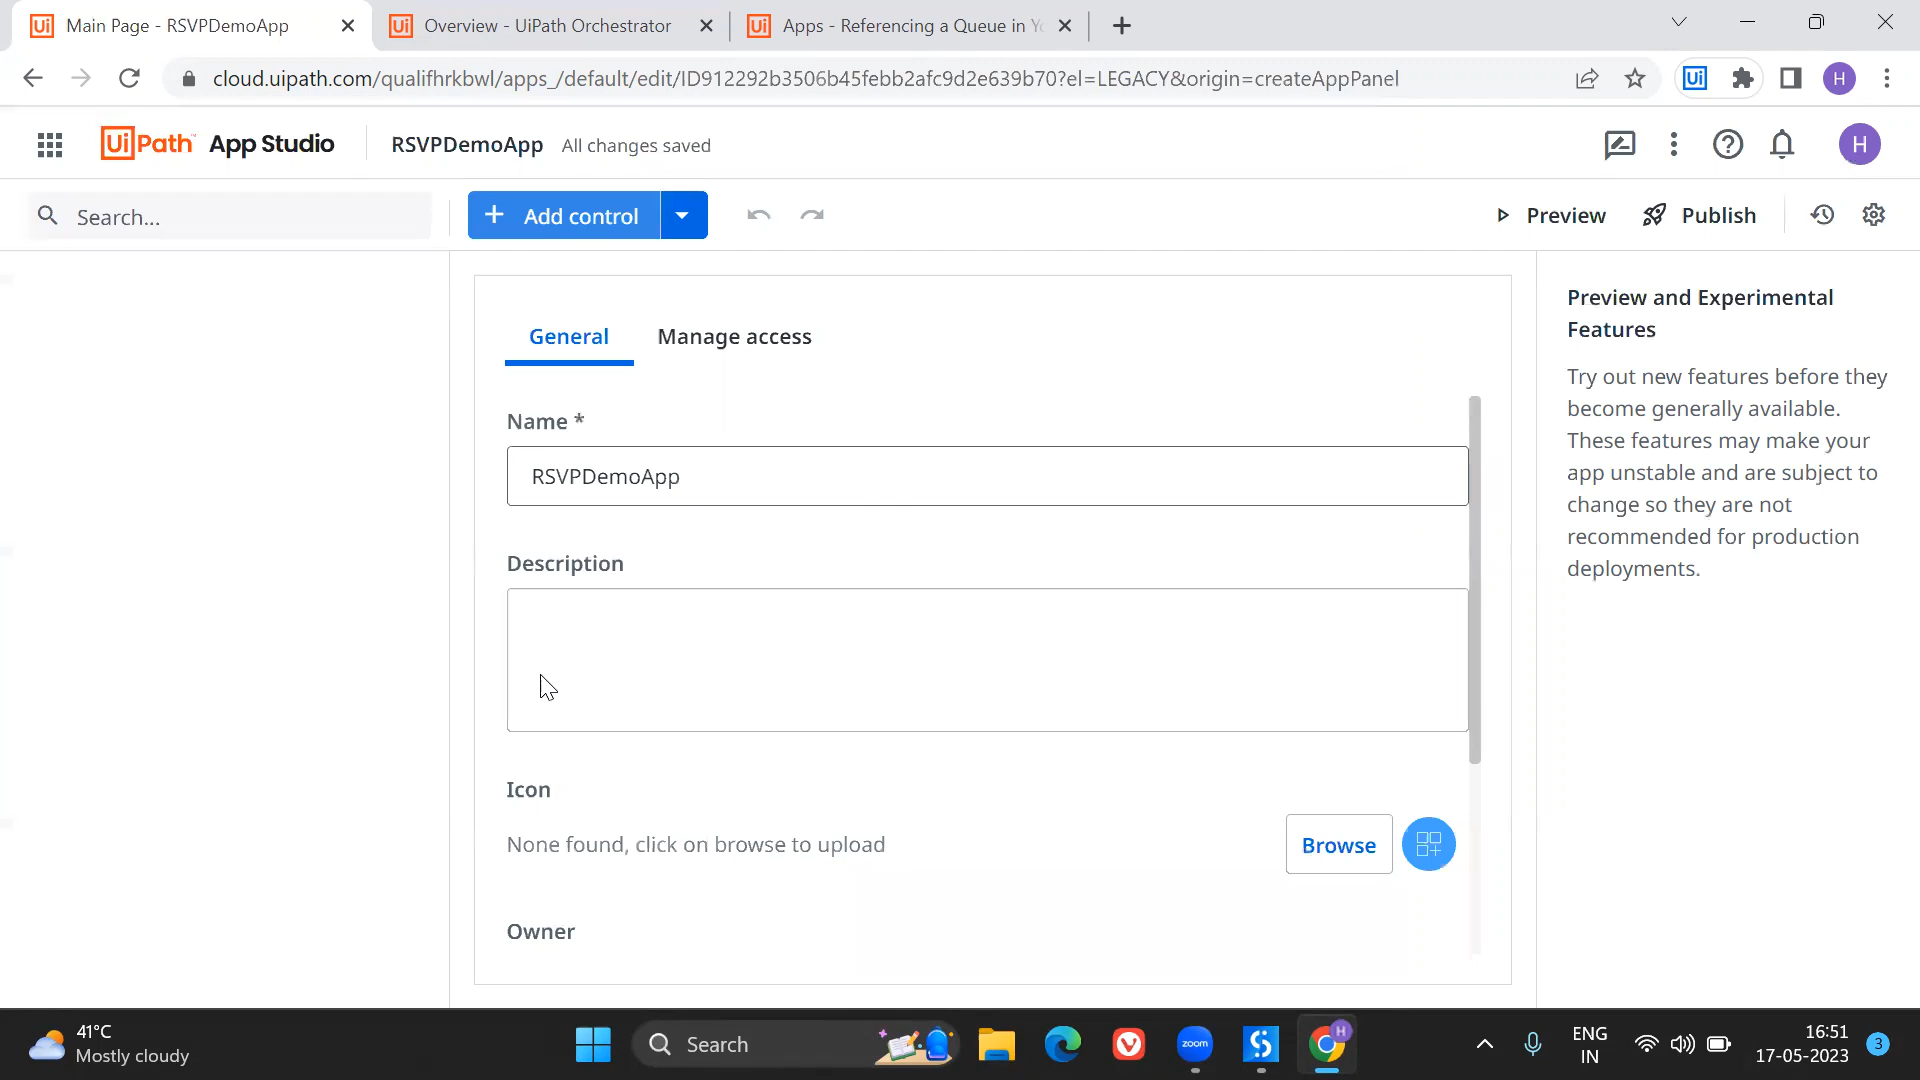 Main Page - RSVPDemoApp
Overview - UiPath Orchestrator
Apps - Referencing a Queue in Yo
cloud.uipath.com/qualifhrkbwl/apps_/default/edit/ID912292b3506b45febb2afc9d2e639b70?el=LEGACY&origin=createAppPanel
H
UiPath App Studio
RSVPDemoApp
All changes saved
H
Search...
Add control
Preview
Publish
General
Manage access
Name *
RSVPDemoApp
Description
Icon
None found, click on browse to upload
Browse
Owner
Preview and Experimental
Features
Try out new features before they
become generally available.
These features may make your
app unstable and are subject to
change so they are not
recommended for production
deployments.
41°C
Mostly cloudy
Search
zoom
H
ENG
IN
16:51
17-05-2023
3